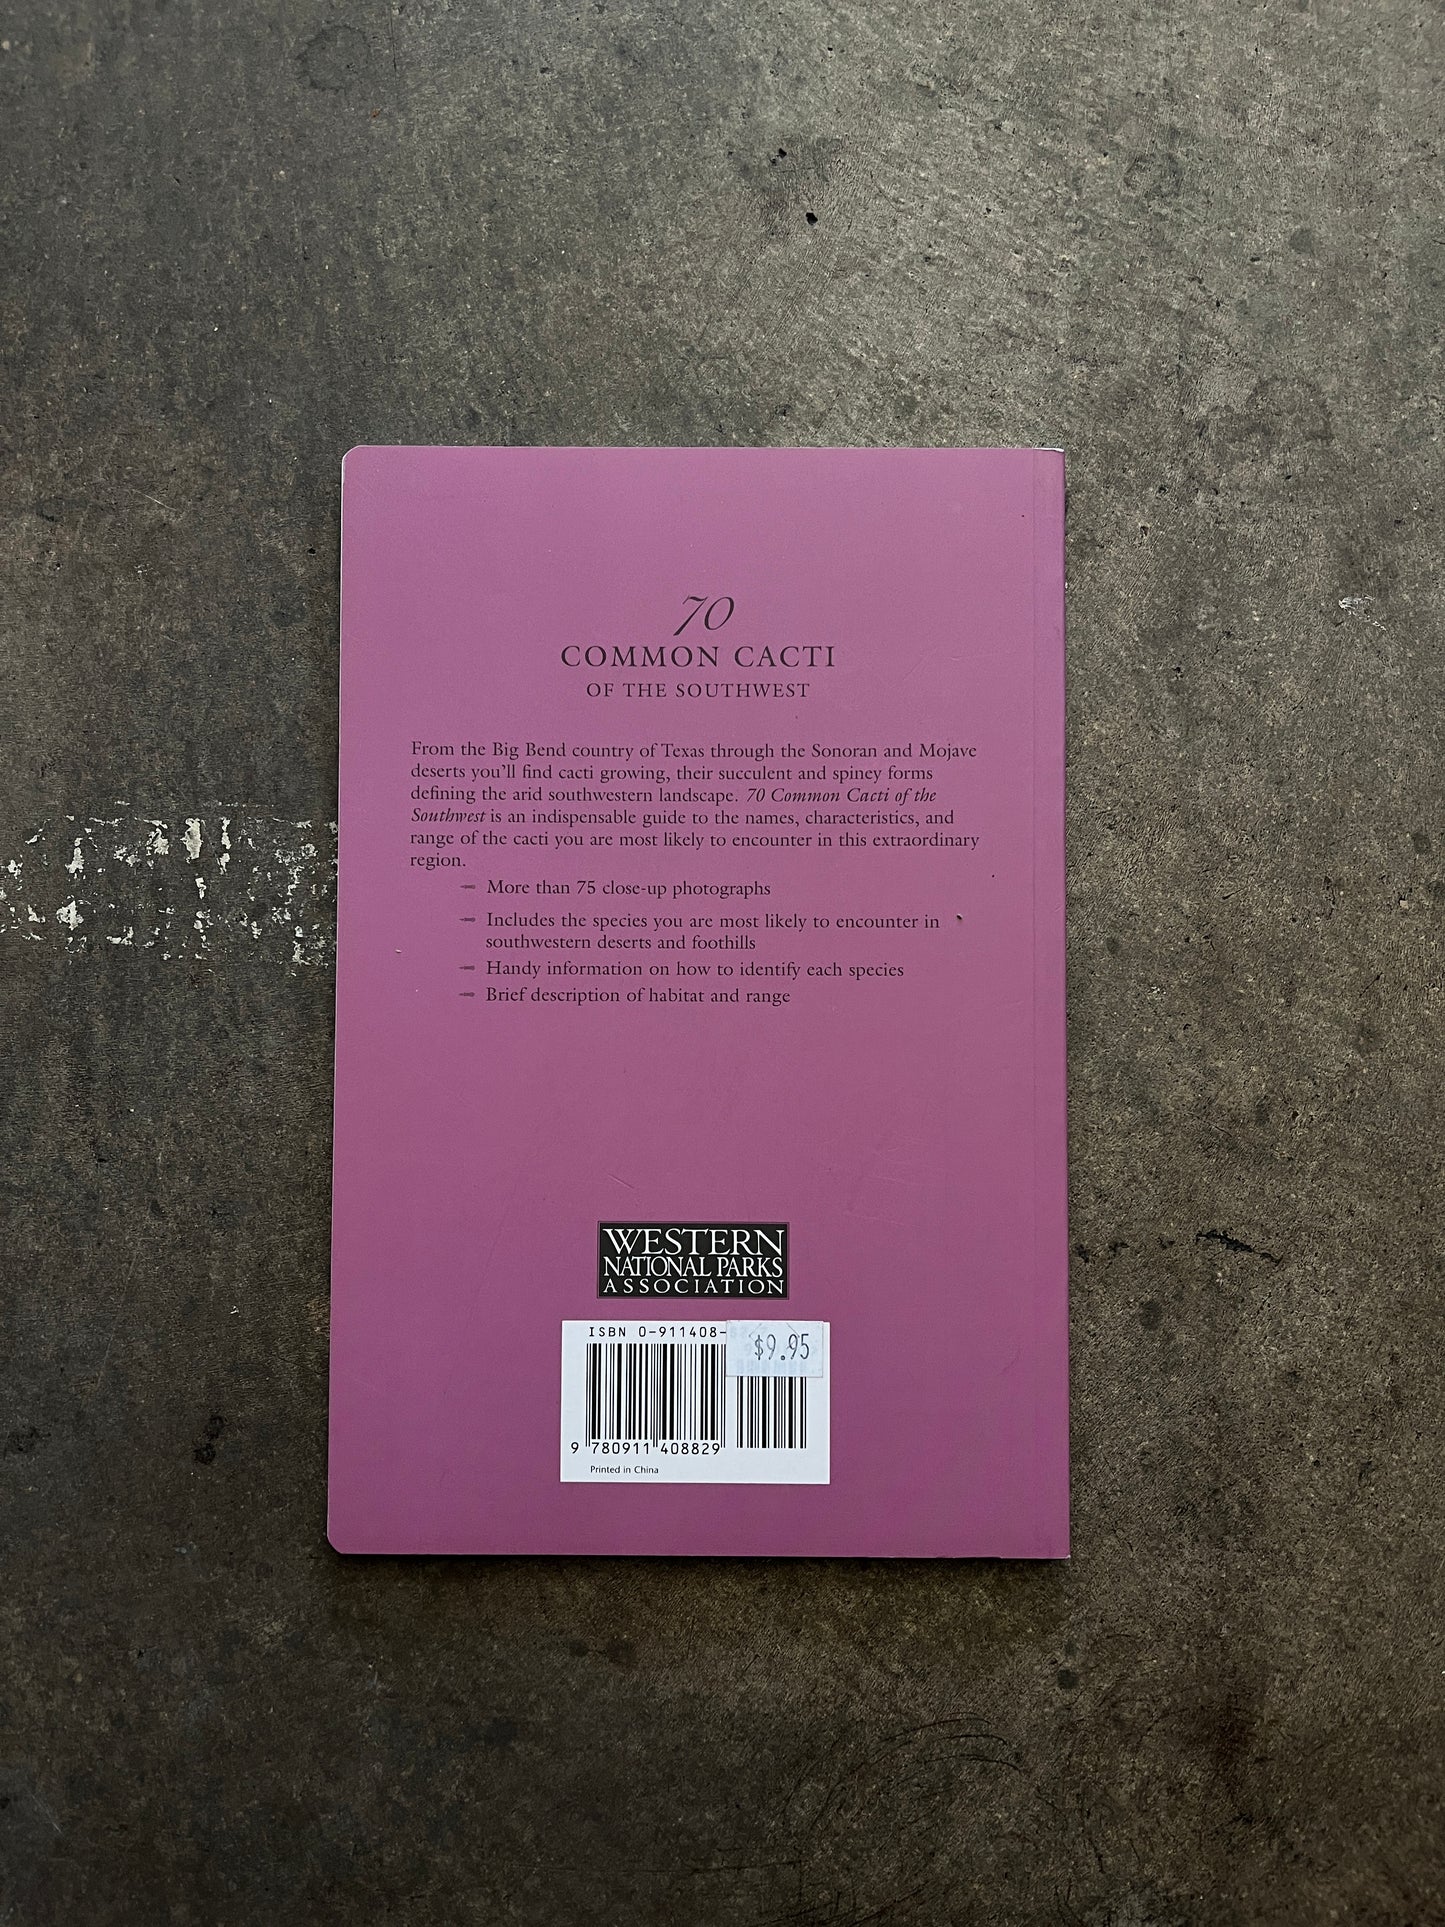 70
COMMON CACTI
OF THE SOUTHWEST
From the Big Bend country of Texas through the Sonoran and Mojave
deserts you'll find cacti growing, their succulent and spiney forms
defining the arid southwestern landscape. 70 Common Cacti of the
Southwest is an indispensable guide to the names, characteristics, and
range of the cacti you are most likely to encounter in this extraordinary
region.
More than 75 close-up photographs
Includes the species you are most likely to encounter in
southwestern deserts and foothills
Handy information on how to identify each species
Brief description of habitat and range
WESTERN
NATIONAL PARKS
ASSOCIATION
ISBN 0-911408-
$9.95
9 780911 408829
Printed in China